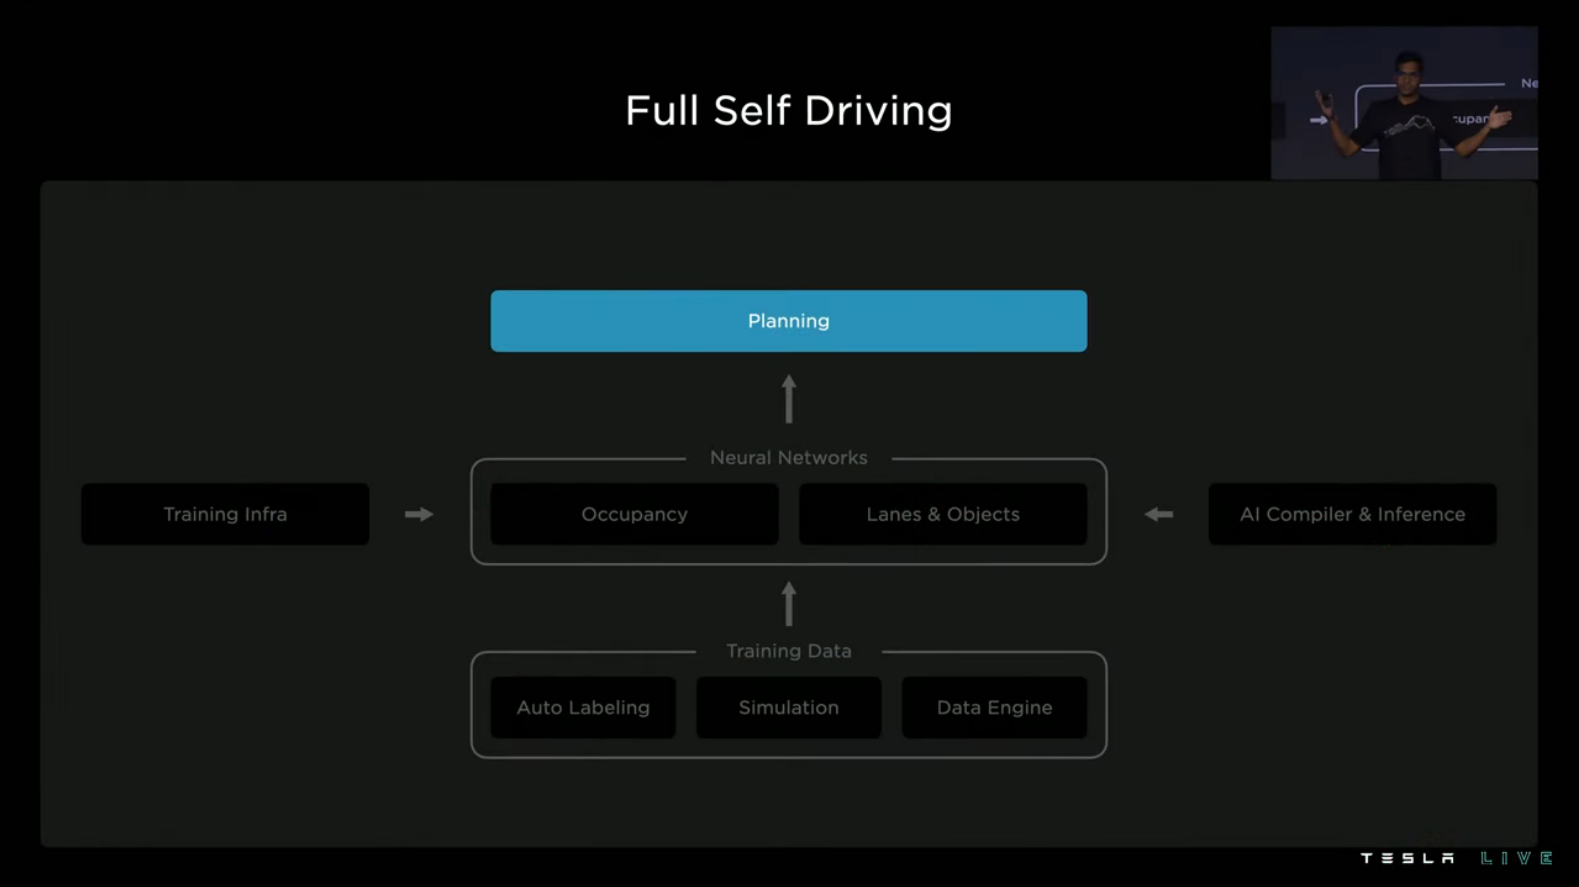 Full Self Driving
Ne
cupan
Planning
Neural Networks
Training Infra
Occupancy
Lanes & Objects
AI Compiler & Inference
Training Data
Auto Labeling
Simulation
Data Engine
TESLA LIVE